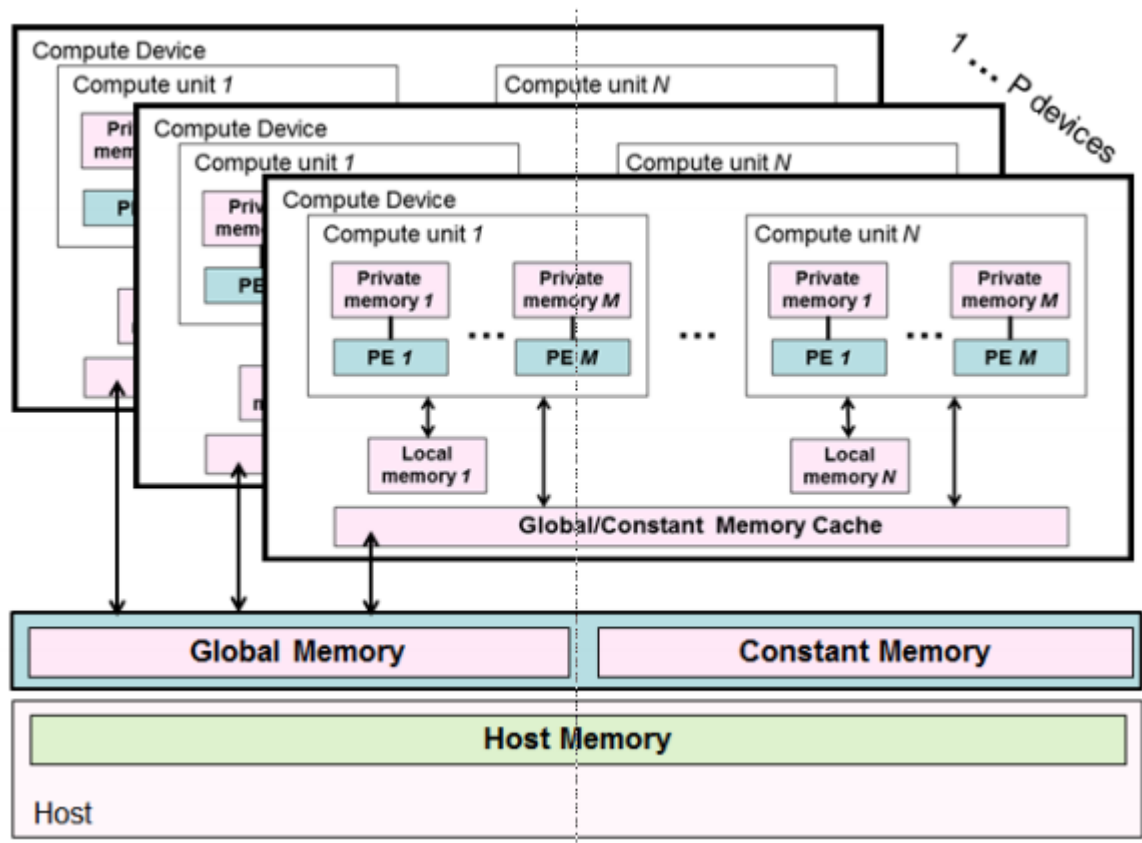 1 ... P devices
Compute Device
Compute unit 1
Compute unit N
Compute Device
Compute unit 1
Compute unit N
Compute Device
Compute unit 1
Compute unit N
Private
memory 1
Private
memory M
Private
memory 1
Private
memory M
...
...
...
PE 1
PE M
PE 1
PE M
Local
memory 1
Local
memory N
Global/Constant Memory Cache
Global Memory
Constant Memory
Host Memory
Host